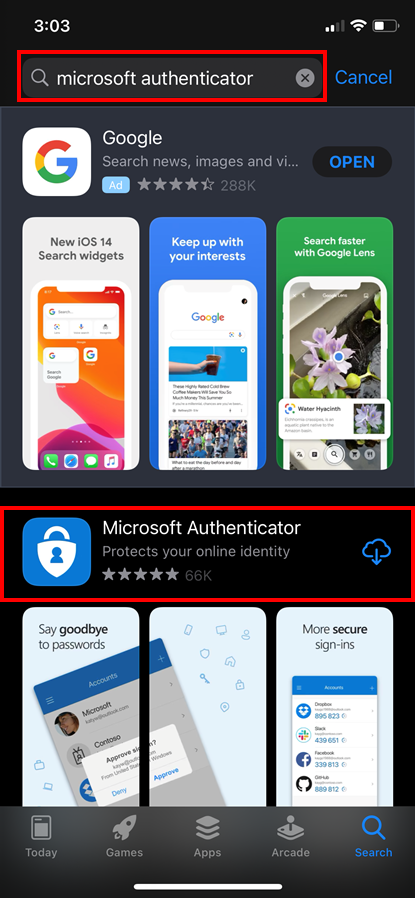 3:03
microsoft authenticator
Cancel
Google
Search news, images and vi...
OPEN
Ad
288K
New iOS 14
Search widgets
Keep up with
your interests
Search faster
with Google Lens
Search...
Search
Google
Google
These Highly Rated Cold Brew
Coffee Makers Will Save You So
Much Money This Summer
What to eat the day before and day
after a marathon
Google Lens
Water Hyacinth
Microsoft Authenticator
Protects your online identity
66K
Say goodbye
to passwords
Accounts
Microsoft
Contoso
Approve
Deny
Approve
More secure
sign-ins
Accounts
Dropbox
895 823
Slack
439 651
Facebook
339 813
GitHub
889 812
Today
Games
Apps
Arcade
Search